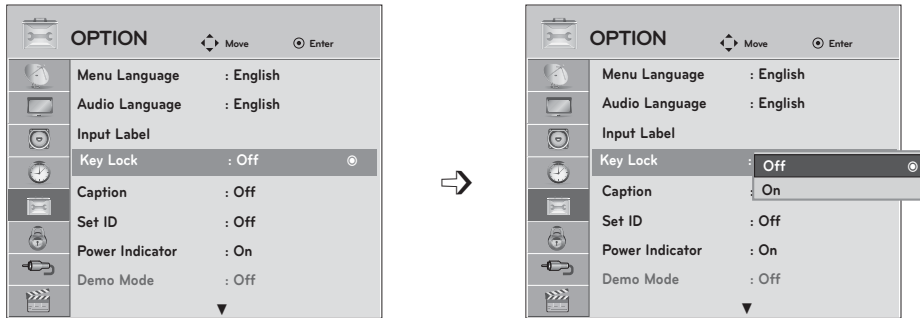 OPTION Move Enter
Menu Language : English
Audio Language : English
Input Label
Key Lock : Off
Caption : Off
Set ID : Off
Power Indicator : On
Demo Mode : Off
OPTION Move Enter
Menu Language : English
Audio Language : English
Input Label
Key Lock : Off
Caption : On
Set ID : Off
Power Indicator : On
Demo Mode : Off